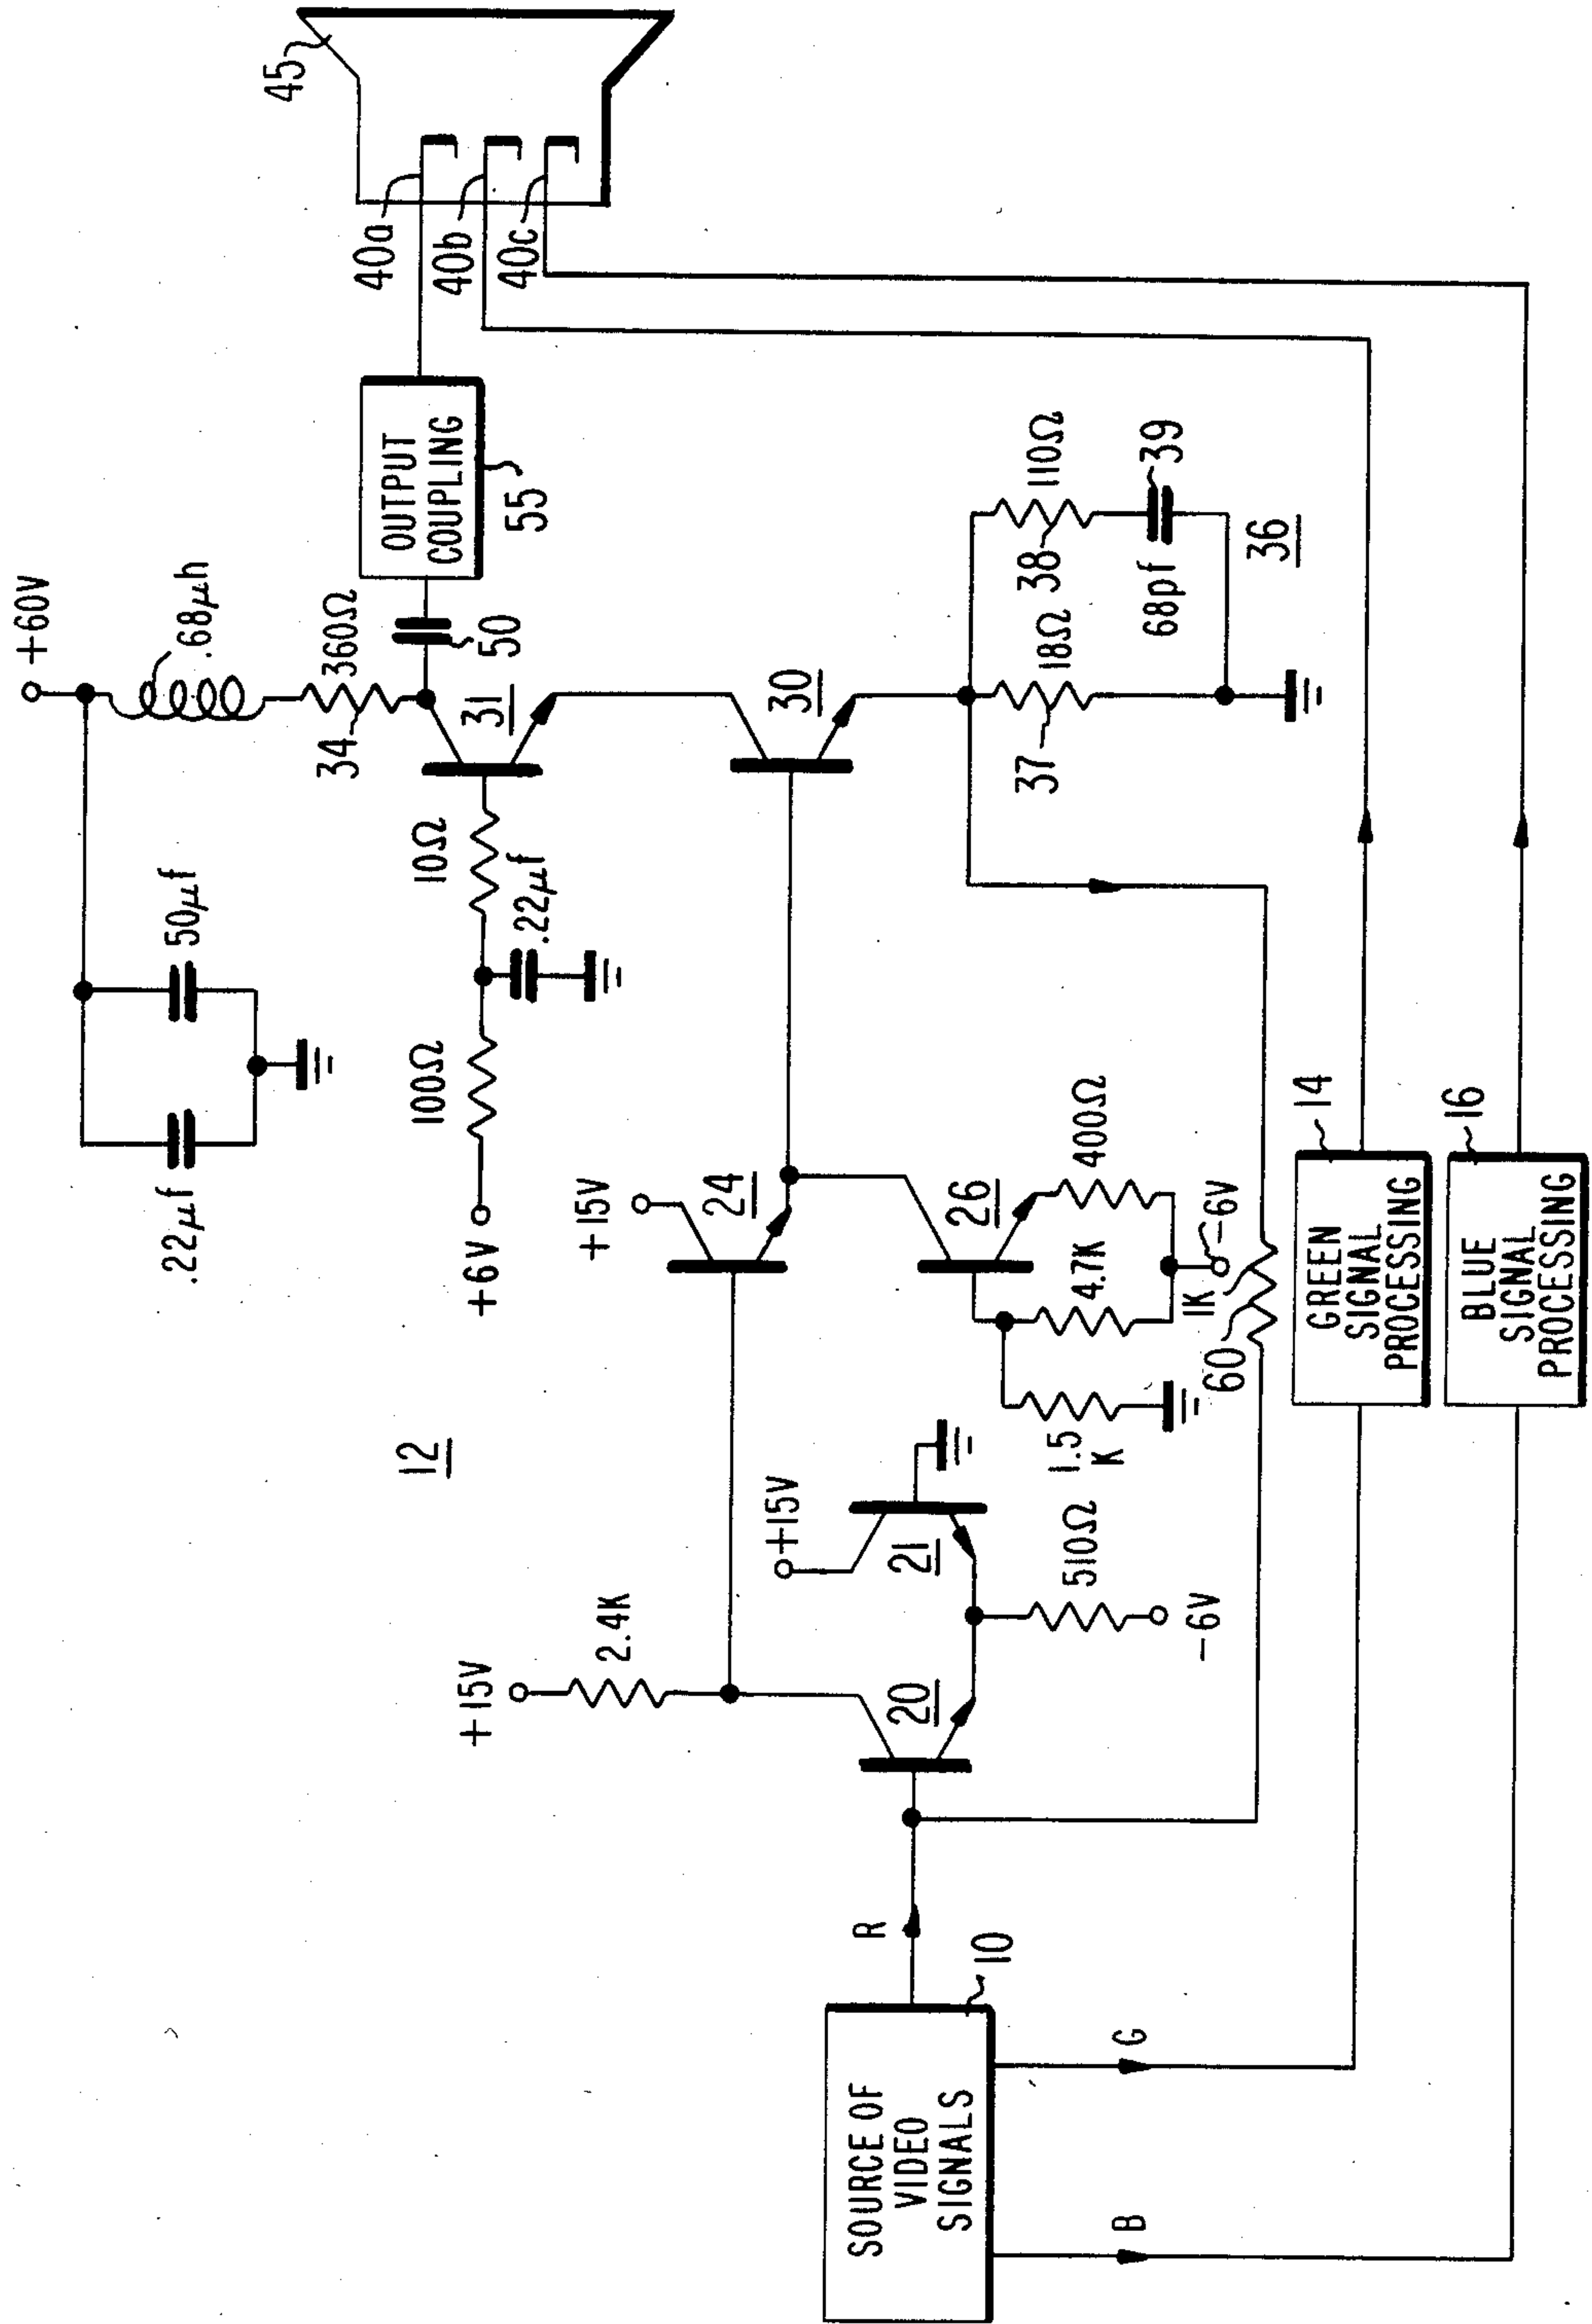 +60V
.68µh
360Ω
34
.22µf
50µf
+6V
100Ω
10Ω
.22µf
31
50
OUTPUT
COUPLING
55
40a
40b
40c
45
12
+15V
2.4K
+15V
24
30
+15V
21
20
510Ω
-6V
26
1.5
K
4.7K
400Ω
-6V
37
18Ω
38
110Ω
68pf
39
36
1K
60
R
SOURCE OF
VIDEO
SIGNALS
10
G
B
GREEN
SIGNAL
PROCESSING
14
BLUE
SIGNAL
PROCESSING
16